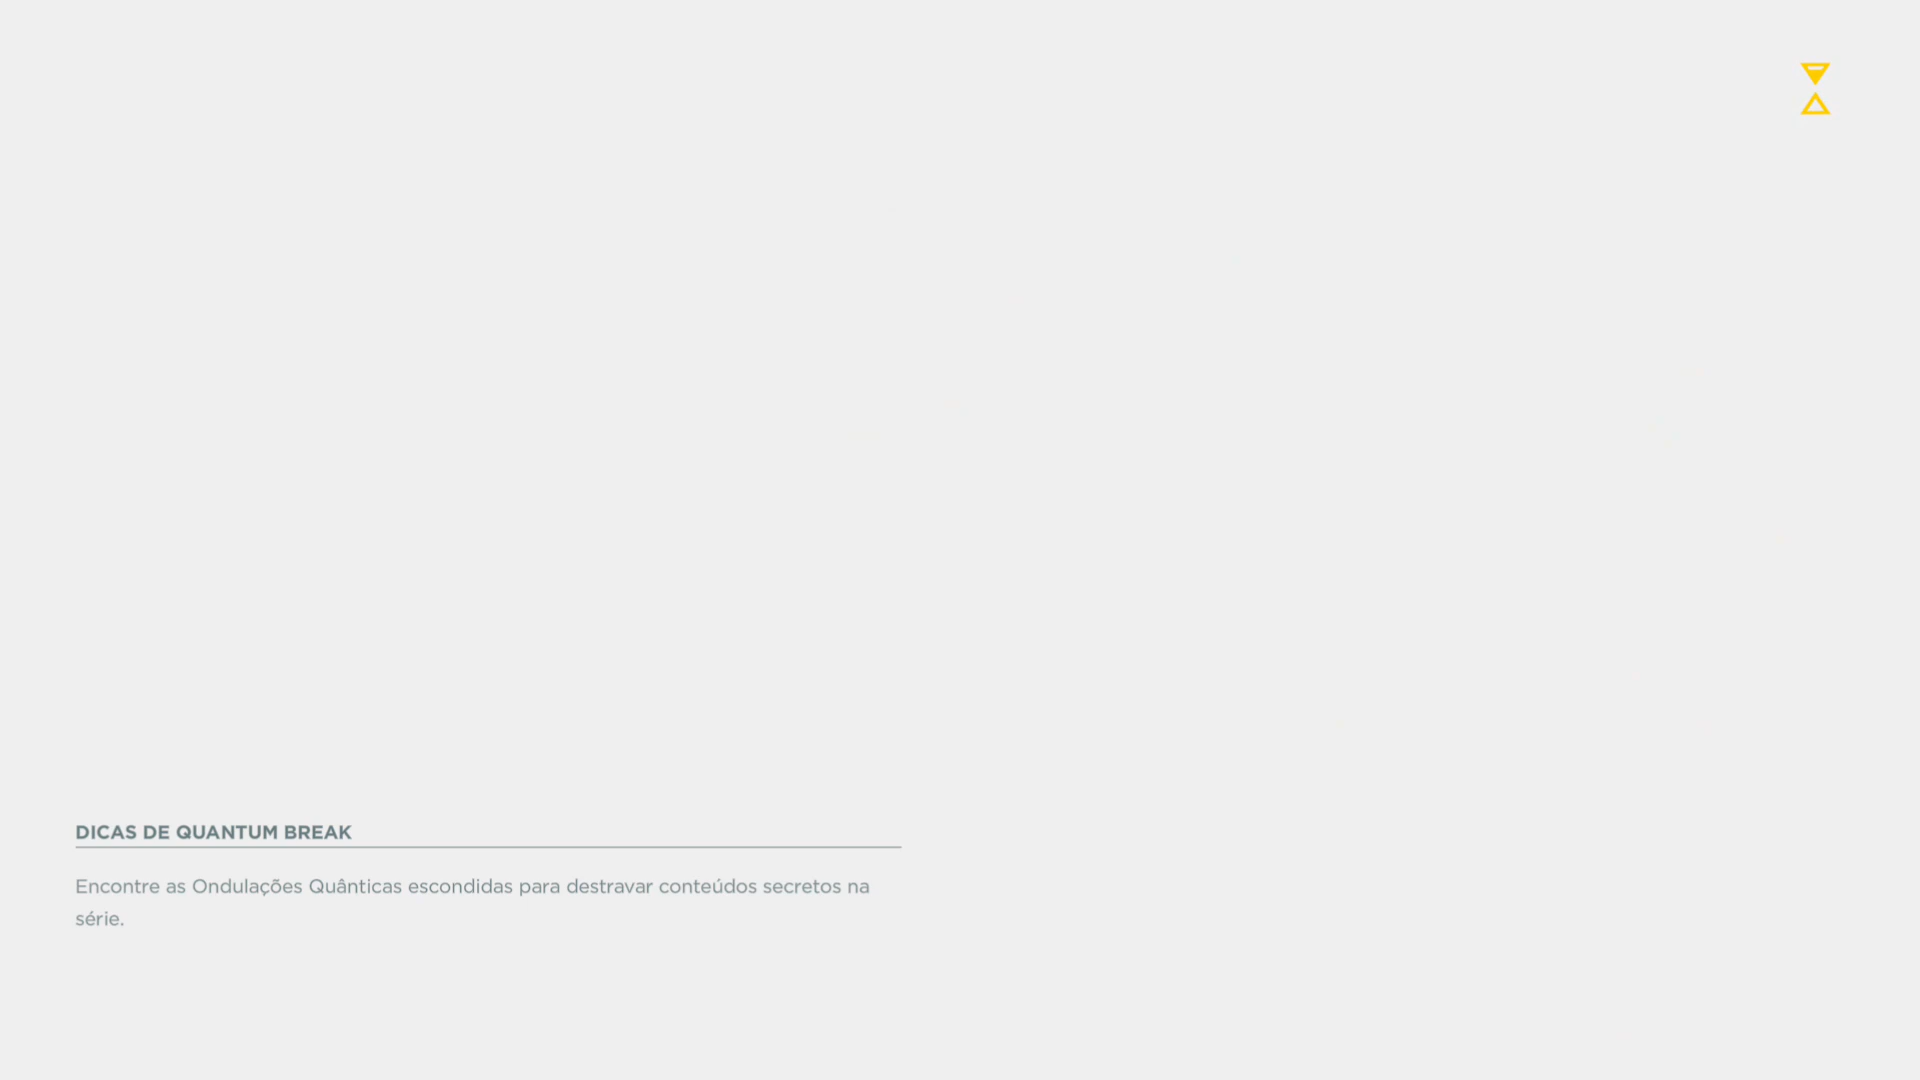 DICAS DE QUANTUM BREAK
Encontre as Ondulações Quânticas escondidas para destravar conteúdos secretos na
série.